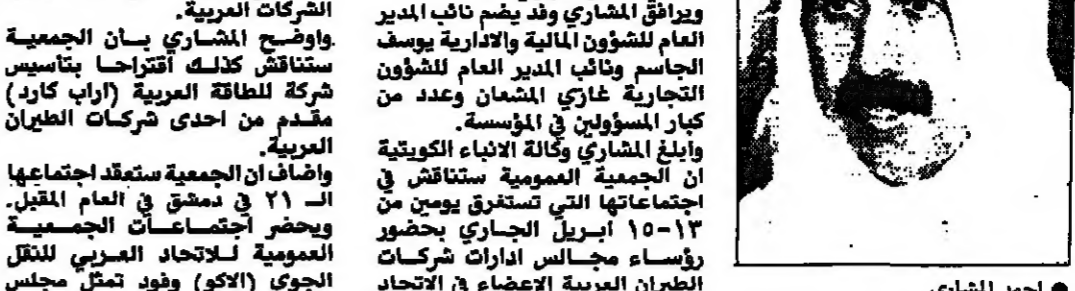 ويرافق المشاري وفد يضم نائب المدير
العام للشؤون المالية والادارية يوسف
الجاسم ونائب المدير العام للشؤون
التجارية غازي المشعان وعدد من
كبار المسؤولين في المؤسسة.
وابلغ المشاري وكالة الانباء الكويتية
ان الجمعية العمومية ستناقش في
اجتماعاتها التي تستغرق يومين من
١٣-١٥ ابريل الجاري بحضور
رؤساء مجالس ادارات شركات
الطيران العربية الاعضاء في الاتحاد
الشركات العربية.
واوضح المشاري بان الجمعية
ستناقش كذلك اقتراحا بتأسيس
شركة للطاقة العربية (اراب كارد)
مقدم من احدى شركات الطيران
العربية.
واضاف ان الجمعية ستعقد اجتماعها
الـ ٢١ في دمشق في العام المقبل.
ويحضر اجتماعات الجمعية
العمومية للاتحاد العربي للنقل
الجوي (الاكو) وفود تمثل مجلس
● احمد المشاري